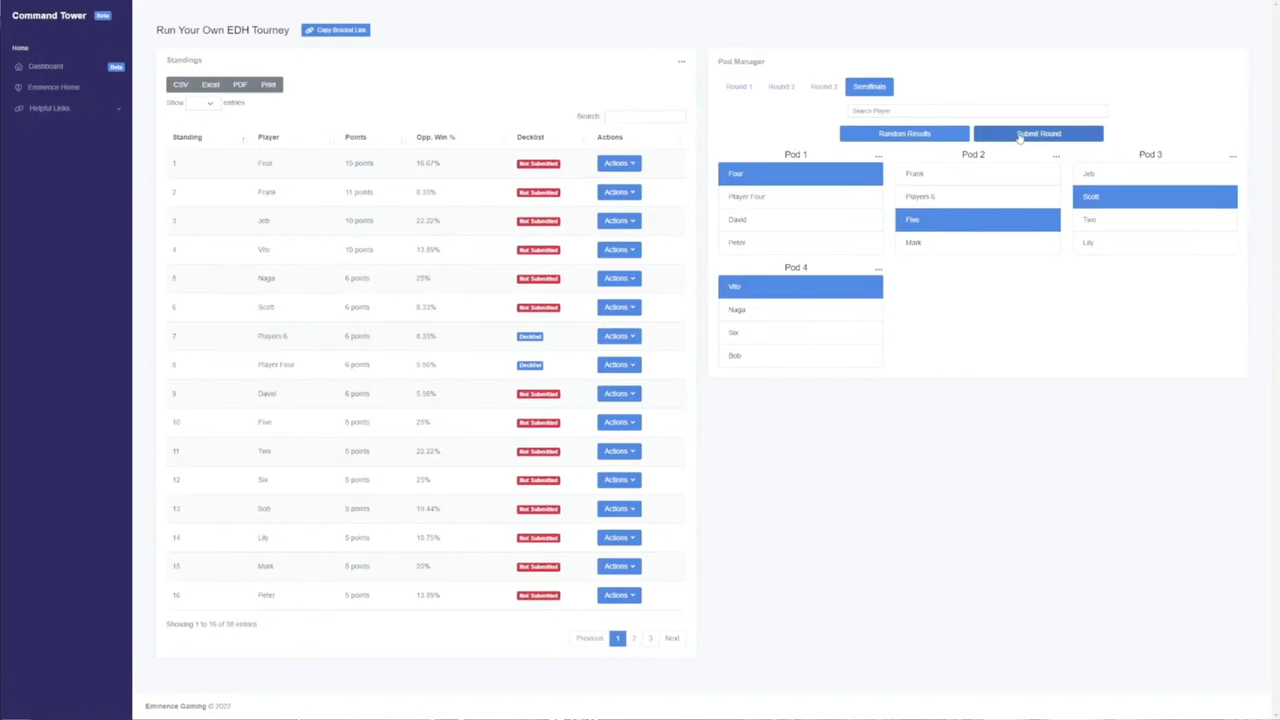 Command Tower Beta
Home
Dashboard Beta
Eminence Home
Helpful Links
Run Your Own EDH Tourney Copy Bracket Link
Standings
CSV Excel PDF Print
Show entries
Search:
Standing Player Points Opp. Win % Decklist Actions
1 Four 15 points 16.67% Not Submitted Actions
2 Frank 11 points 8.33% Not Submitted Actions
3 Jeb 10 points 22.22% Not Submitted Actions
4 Vito 10 points 13.89% Not Submitted Actions
5 Naga 6 points 25% Not Submitted Actions
6 Scott 6 points 8.33% Not Submitted Actions
7 Players 6 6 points 8.33% Decklist Actions
8 Player Four 6 points 5.56% Decklist Actions
9 David 6 points 5.56% Not Submitted Actions
10 Five 5 points 25% Not Submitted Actions
11 Two 5 points 22.22% Not Submitted Actions
12 Six 5 points 25% Not Submitted Actions
13 Bob 5 points 19.44% Not Submitted Actions
14 Lily 5 points 18.75% Not Submitted Actions
15 Mark 5 points 20% Not Submitted Actions
16 Peter 5 points 13.89% Not Submitted Actions
Showing 1 to 16 of 38 entries
Previous 1 2 3 Next
Pod Manager
Round 1 Round 2 Round 3 Semifinals
Search Player
Random Results Submit Round
Pod 1
Four
Player Four
David
Peter
Pod 2
Frank
Players 6
Five
Mark
Pod 3
Jeb
Scott
Two
Lily
Pod 4
Vito
Naga
Six
Bob
Eminence Gaming © 2022